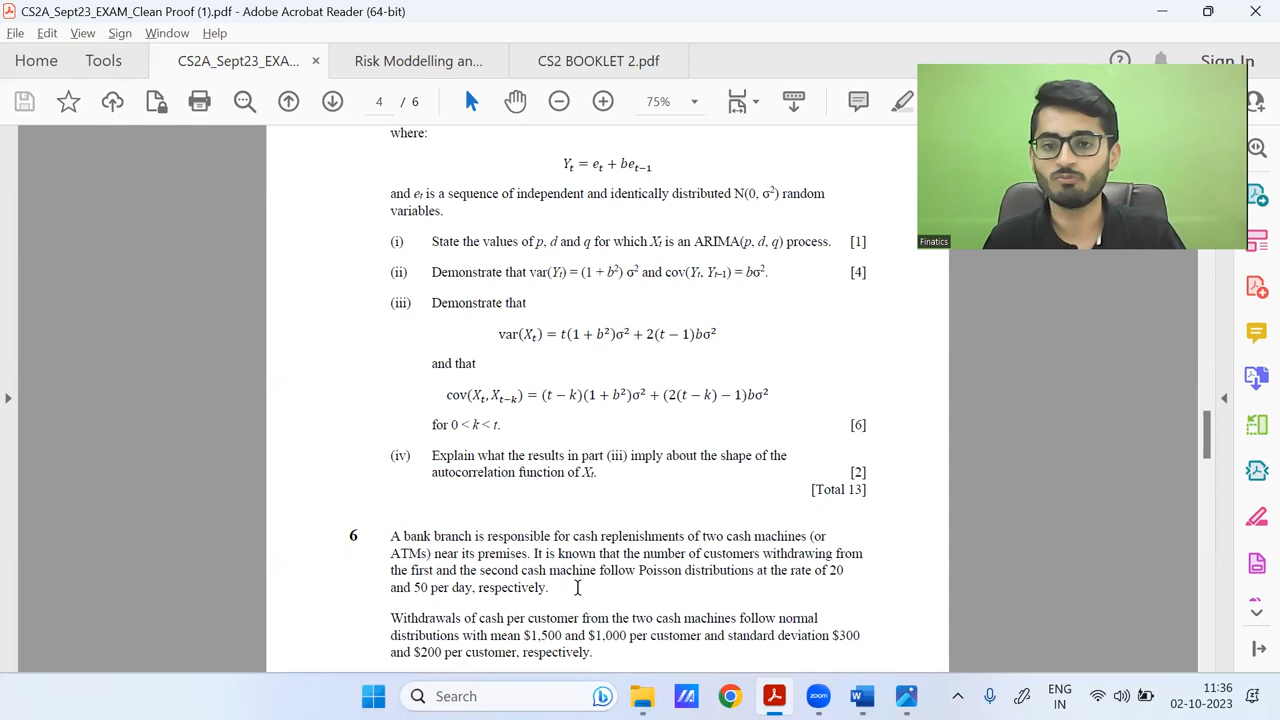 CS2A_Sept23_EXAM_Clean Proof (1).pdf - Adobe Acrobat Reader (64-bit)
File Edit View Sign Window Help
Home Tools CS2A_Sept23_EXA... × Risk Moddelling an... CS2 BOOKLET 2.pdf Sign In
4 / 6 75%
Finatics
where:
Yₜ = eₜ + beₜ₋₁
and eₜ is a sequence of independent and identically distributed N(0, σ²) random
variables.
(i) State the values of p, d and q for which Xₜ is an ARIMA(p, d, q) process. [1]
(ii) Demonstrate that var(Yₜ) = (1 + b²) σ² and cov(Yₜ, Yₜ₋₁) = bσ². [4]
(iii) Demonstrate that
var(Xₜ) = t(1 + b²)σ² + 2(t − 1)bσ²
and that
cov(Xₜ, Xₜ₋ₖ) = (t − k)(1 + b²)σ² + (2(t − k) − 1)bσ²
for 0 < k < t. [6]
(iv) Explain what the results in part (iii) imply about the shape of the
autocorrelation function of Xₜ. [2]
[Total 13]
6 A bank branch is responsible for cash replenishments of two cash machines (or
ATMs) near its premises. It is known that the number of customers withdrawing from
the first and the second cash machine follow Poisson distributions at the rate of 20
and 50 per day, respectively.
Withdrawals of cash per customer from the two cash machines follow normal
distributions with mean $1,500 and $1,000 per customer and standard deviation $300
and $200 per customer, respectively.
Search
zoom
ENG
IN
11:36
02-10-2023